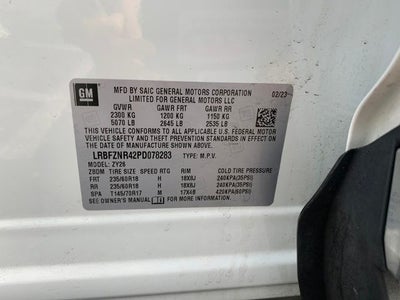 GM
MFD BY SAIC GENERAL MOTORS CORPORATION
LIMITED FOR GENERAL MOTORS LLC
02/23
GVWR GAWR FRT GAWR RR
2300 KG 1200 KG 1150 KG
5070 LB 2645 LB 2535 LB
THIS VEHICLE CONFORMS TO ALL APPLICABLE U.S. FEDERAL MOTOR
VEHICLE SAFETY AND THEFT PREVENTION STANDARDS IN EFFECT ON
THE DATE OF MANUFACTURE SHOWN ABOVE.
LRBFZNR42PD078283 TYPE: M.P.V.
MODEL: ZY26
ZBDM TIRE SIZE SPEED RTG RIM COLD TIRE PRESSURE
FRT 235/60R18 H 18X8J 240KPA(35PSI)
RR 235/60R18 H 18X8J 240KPA(35PSI)
SPA T145/70R17 M 17X4B 420KPA(60PSI)
SEE OWNER'S MANUAL FOR MORE INFORMATION